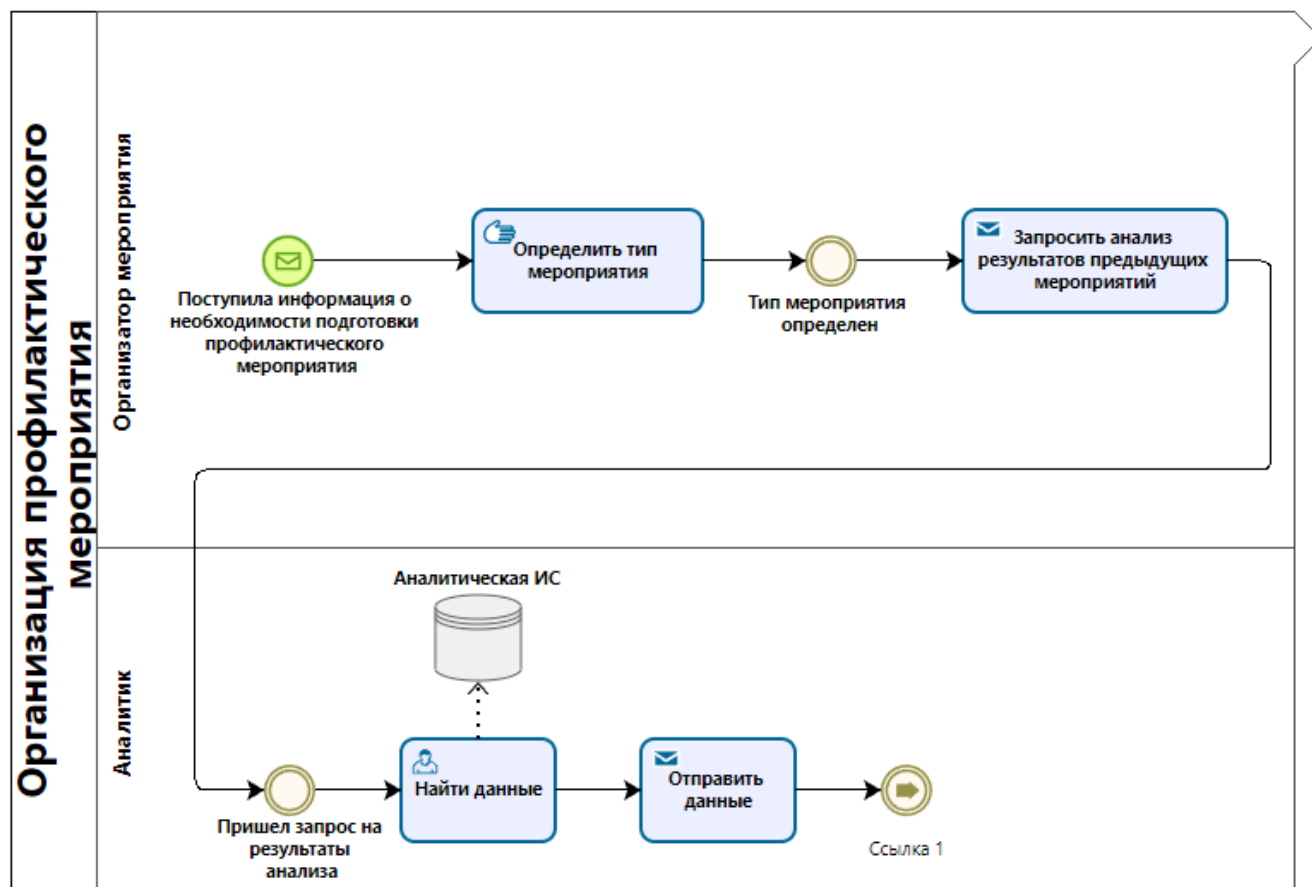 Организация профилактического
мероприятия
Организатор мероприятия
Поступила информация о
необходимости подготовки
профилактического
мероприятия
Определить тип
мероприятия
Тип мероприятия
определен
Запросить анализ
результатов предыдущих
мероприятий
Аналитик
Аналитическая ИС
Пришел запрос на
результаты
анализа
Найти данные
Отправить
данные
Ссылка 1